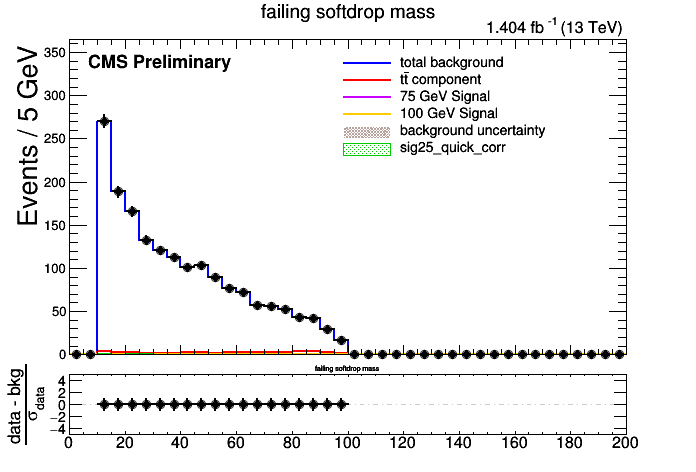 failing softdrop mass
1.404 fb -1 (13 TeV)
CMS Preliminary
total background
tt̄ component
75 GeV Signal
100 GeV Signal
background uncertainty
sig25_quick_corr
Events / 5 GeV
350
300
250
200
150
100
50
0
failing softdrop mass
data - bkg
σ data
4
2
0
−2
−4
0 20 40 60 80 100 120 140 160 180 200